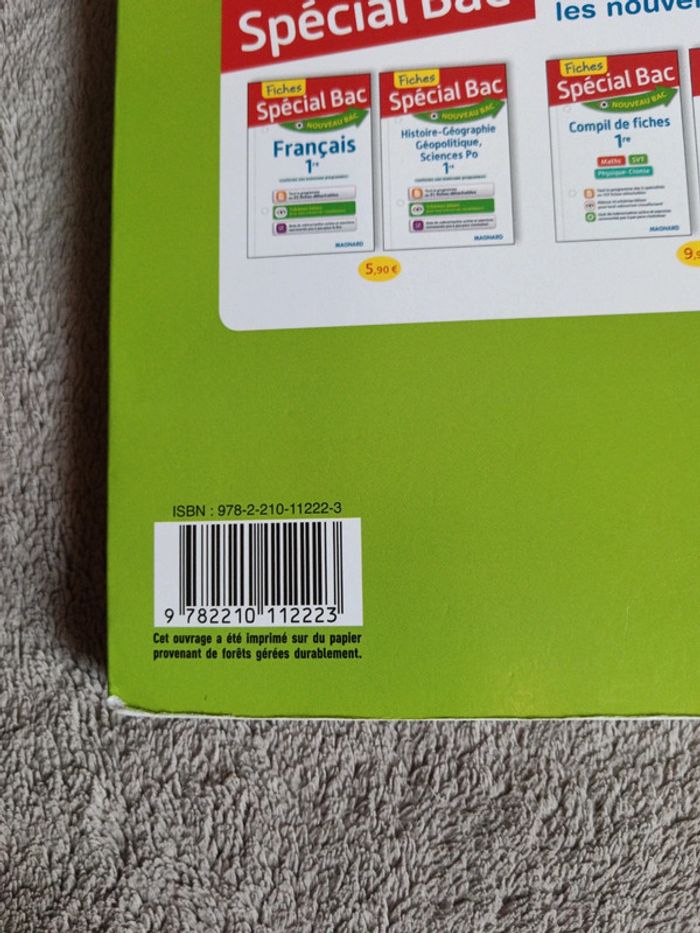 Spécial Bac
les nouve
Fiches
Spécial Bac
NOUVEAU BAC
Français
1re
MAGNARD
Fiches
Spécial Bac
NOUVEAU BAC
Histoire-Géographie
Géopolitique,
Sciences Po
1re
MAGNARD
5,90 €
Fiches
Spécial Bac
NOUVEAU BAC
Compil de fiches
1re
Maths SVT
Physique-Chimie
MAGNARD
9,9
ISBN : 978-2-210-11222-3
9 782210 112223
Cet ouvrage a été imprimé sur du papier
provenant de forêts gérées durablement.